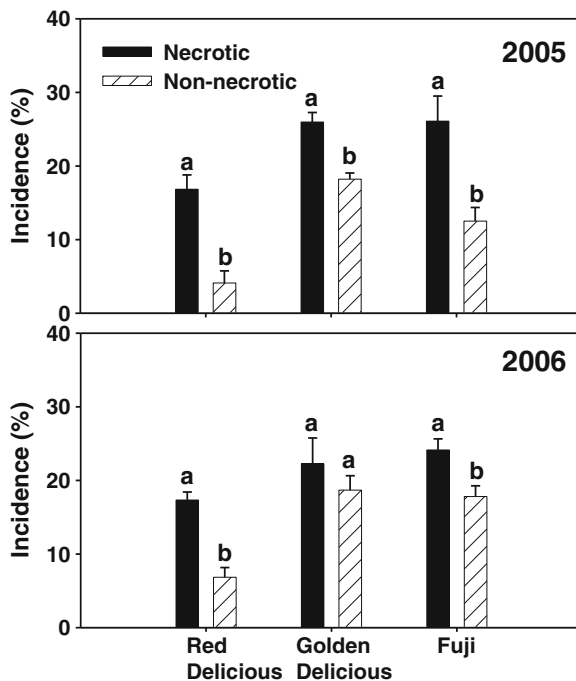 40
30
20
10
0
Incidence (%)
Necrotic
Non-necrotic
2005
a
b
a
b
a
b
40
30
20
10
0
Incidence (%)
2006
a
b
a
a
a
b
Red Delicious
Golden Delicious
Fuji